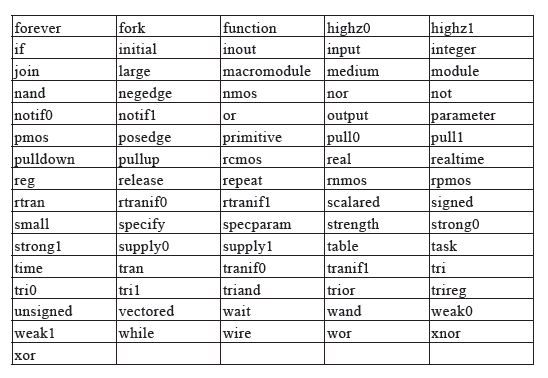 forever fork function highz0 highz1
if initial inout input integer
join large macromodule medium module
nand negedge nmos nor not
notif0 notif1 or output parameter
pmos posedge primitive pull0 pull1
pulldown pullup rcmos real realtime
reg release repeat rnmos rpmos
rtran rtranif0 rtranif1 scalared signed
small specify specparam strength strong0
strong1 supply0 supply1 table task
time tran tranif0 tranif1 tri
tri0 tri1 triand trior trireg
unsigned vectored wait wand weak0
weak1 while wire wor xnor
xor